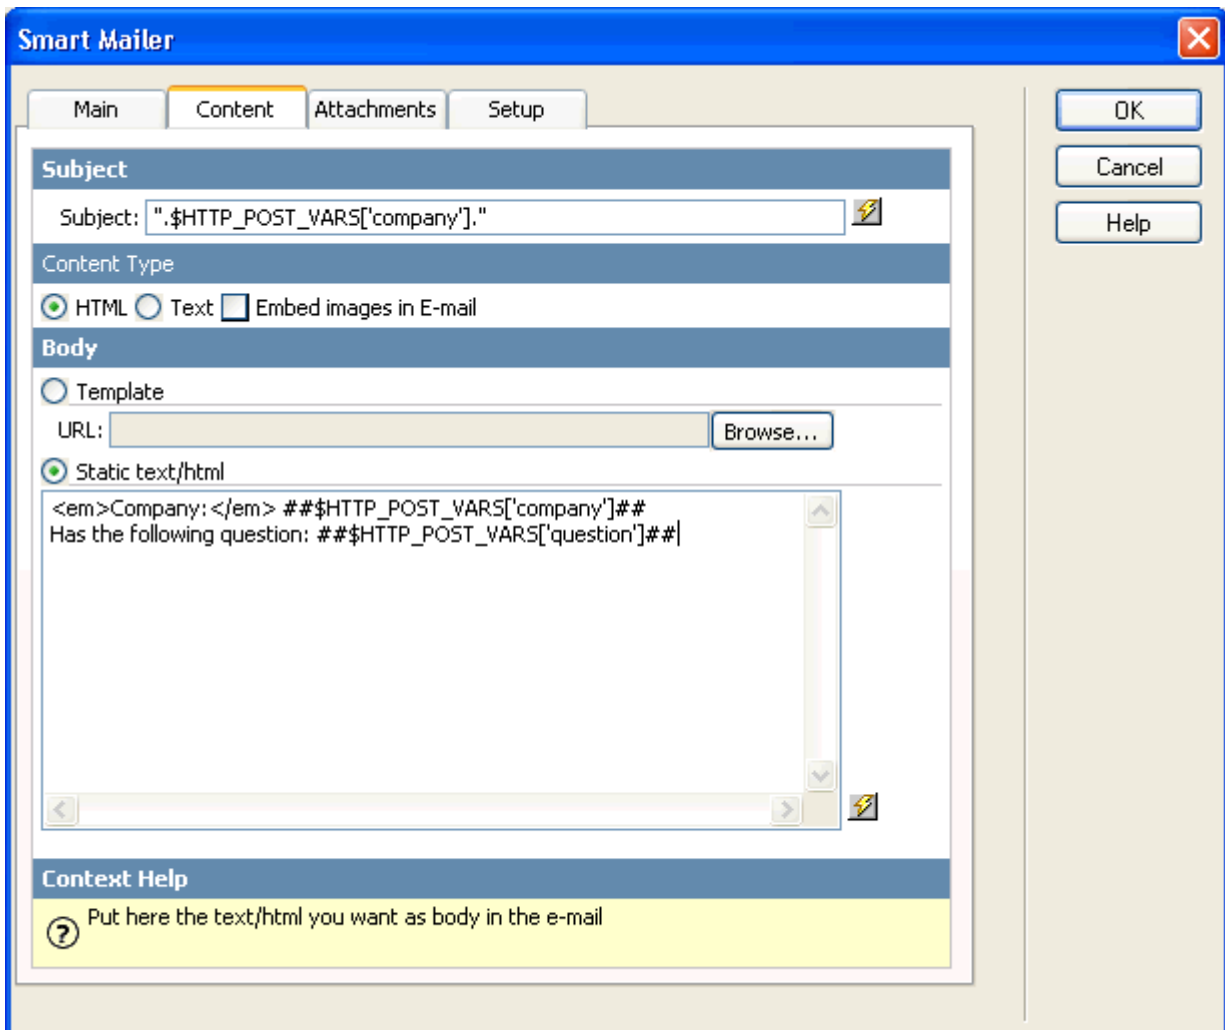 Smart Mailer
Main Content Attachments Setup
OK
Cancel
Help
Subject
Subject: ".$HTTP_POST_VARS['company']."
Content Type
HTML Text Embed images in E-mail
Body
Template
URL: Browse...
Static text/html
<em>Company:</em> ##$HTTP_POST_VARS['company']##
Has the following question: ##$HTTP_POST_VARS['question']##
Context Help
? Put here the text/html you want as body in the e-mail